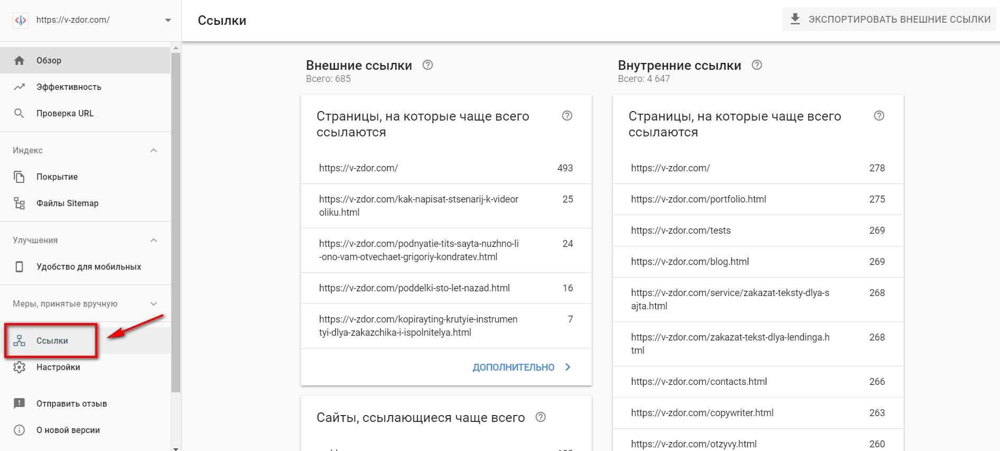 https://v-zdor.com/
Обзор
Эффективность
Проверка URL
Индекс
Покрытие
Файлы Sitemap
Улучшения
Удобство для мобильных
Меры, принятые вручную
Ссылки
Настройки
Отправить отзыв
О новой версии
Ссылки
ЭКСПОРТИРОВАТЬ ВНЕШНИЕ ССЫЛКИ
Внешние ссылки
Всего: 685
Страницы, на которые чаще всего
ссылаются
https://v-zdor.com/ 493
https://v-zdor.com/kak-napisat-stsenarij-k-videor 25
oliku.html
https://v-zdor.com/podnyatie-tits-sayta-nuzhno-li 24
-ono-vam-otvechaet-grigoriy-kondratev.html
https://v-zdor.com/poddelki-sto-let-nazad.html 16
https://v-zdor.com/kopirayting-krutyie-instrumen 7
tyi-dlya-zakazchika-i-ispolnitelya.html
ДОПОЛНИТЕЛЬНО
Сайты, ссылающиеся чаще всего
Внутренние ссылки
Всего: 4 647
Страницы, на которые чаще всего
ссылаются
https://v-zdor.com/ 278
https://v-zdor.com/portfolio.html 275
https://v-zdor.com/tests 269
https://v-zdor.com/blog.html 269
https://v-zdor.com/service/zakazat-teksty-dlya-s 268
ajta.html
https://v-zdor.com/zakazat-tekst-dlya-lendinga.h 268
tml
https://v-zdor.com/contacts.html 266
https://v-zdor.com/copywriter.html 263
https://v-zdor.com/otzyvy.html 260